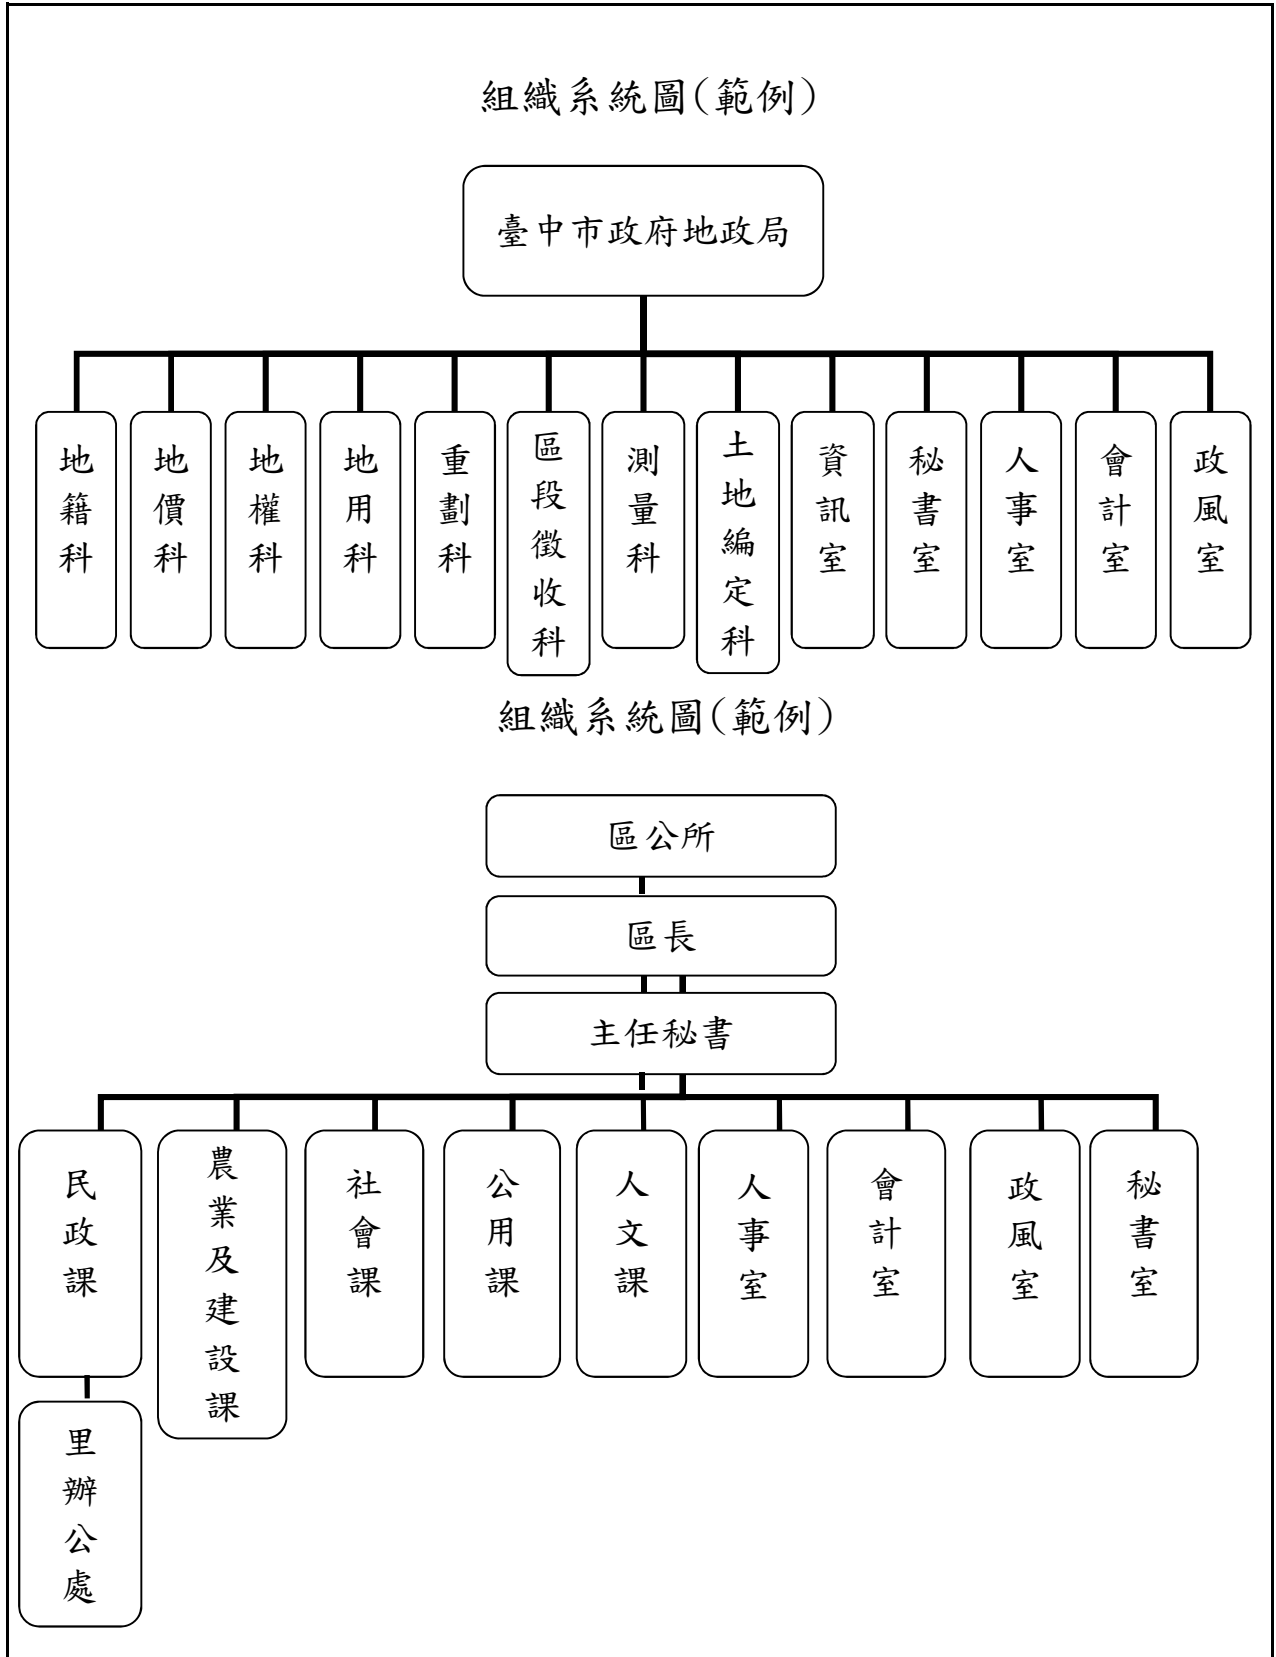 組織系統圖(範例)
臺中市政府地政局
地籍科
地價科
地權科
地用科
重劃科
區段徵收科
測量科
土地編定科
資訊室
秘書室
人事室
會計室
政風室
組織系統圖(範例)
區公所
區長
主任秘書
民政課
農業及建設課
社會課
公用課
人文課
人事室
會計室
政風室
秘書室
里辦公處